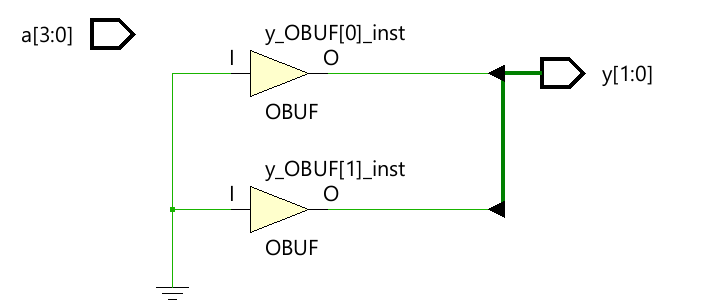 y_OBUF[0]_inst
a[3:0]
I
O
y[1:0]
OBUF
y_OBUF[1]_inst
I
O
OBUF